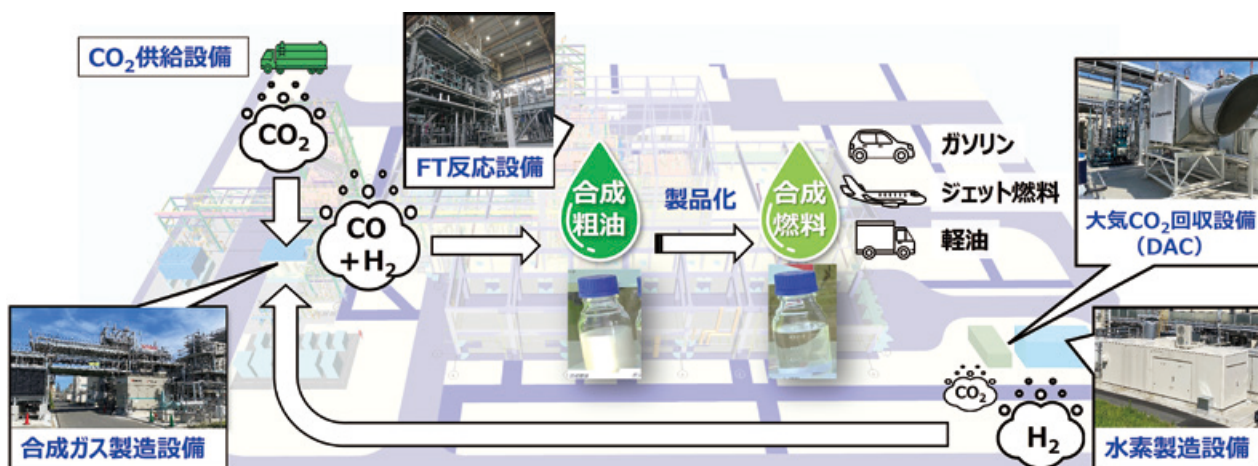 CO₂供給設備
CO₂
CO
+H₂
FT反応設備
合成
粗油
製品化
合成
燃料
ガソリン
ジェット燃料
軽油
大気CO₂回収設備
(DAC)
合成ガス製造設備
CO₂
H₂
水素製造設備